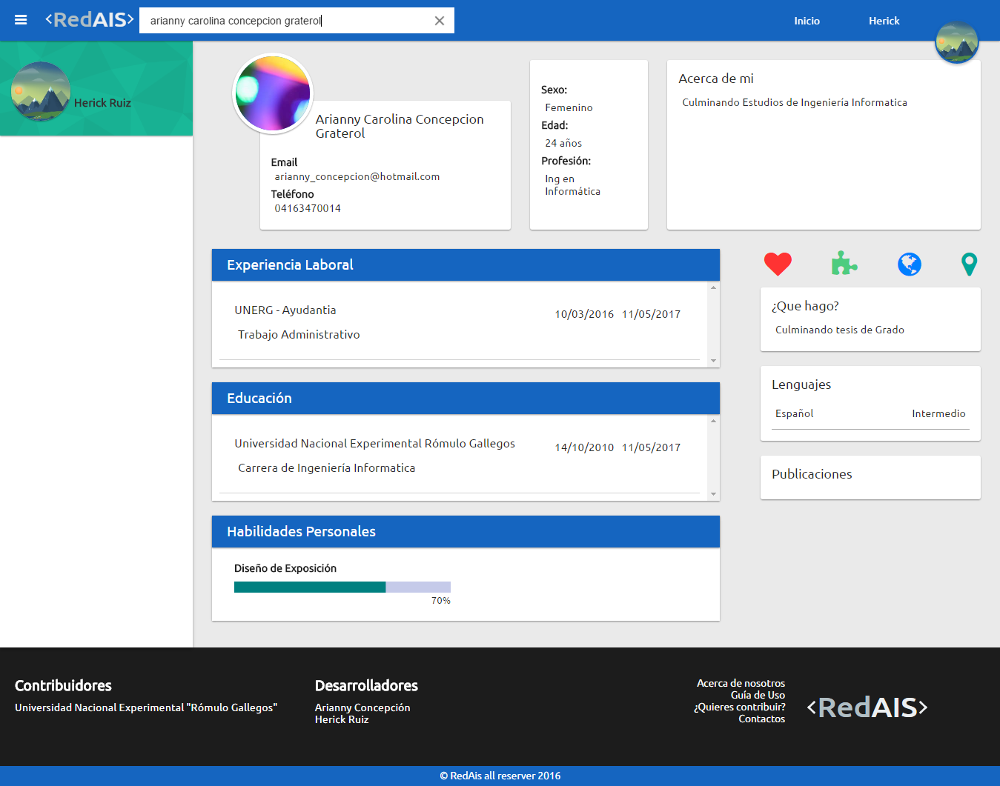 <RedAIS>
arianny carolina concepcion graterol
Inicio
Herick
Herick Ruiz
Arianny Carolina Concepcion
Graterol
Email
arianny_concepcion@hotmail.com
Teléfono
04163470014
Sexo:
Femenino
Edad:
24 años
Profesión:
Ing en
Informática
Acerca de mi
Culminando Estudios de Ingeniería Informatica
Experiencia Laboral
UNERG - Ayudantia 10/03/2016 11/05/2017
Trabajo Administrativo
Educación
Universidad Nacional Experimental Rómulo Gallegos 14/10/2010 11/05/2017
Carrera de Ingeniería Informatica
Habilidades Personales
Diseño de Exposición
70%
¿Que hago?
Culminando tesis de Grado
Lenguajes
Español Intermedio
Publicaciones
Contribuidores
Universidad Nacional Experimental "Rómulo Gallegos"
Desarrolladores
Arianny Concepción
Herick Ruiz
Acerca de nosotros
Guía de Uso
¿Quieres contribuir?
Contactos
<RedAIS>
© RedAis all reserver 2016